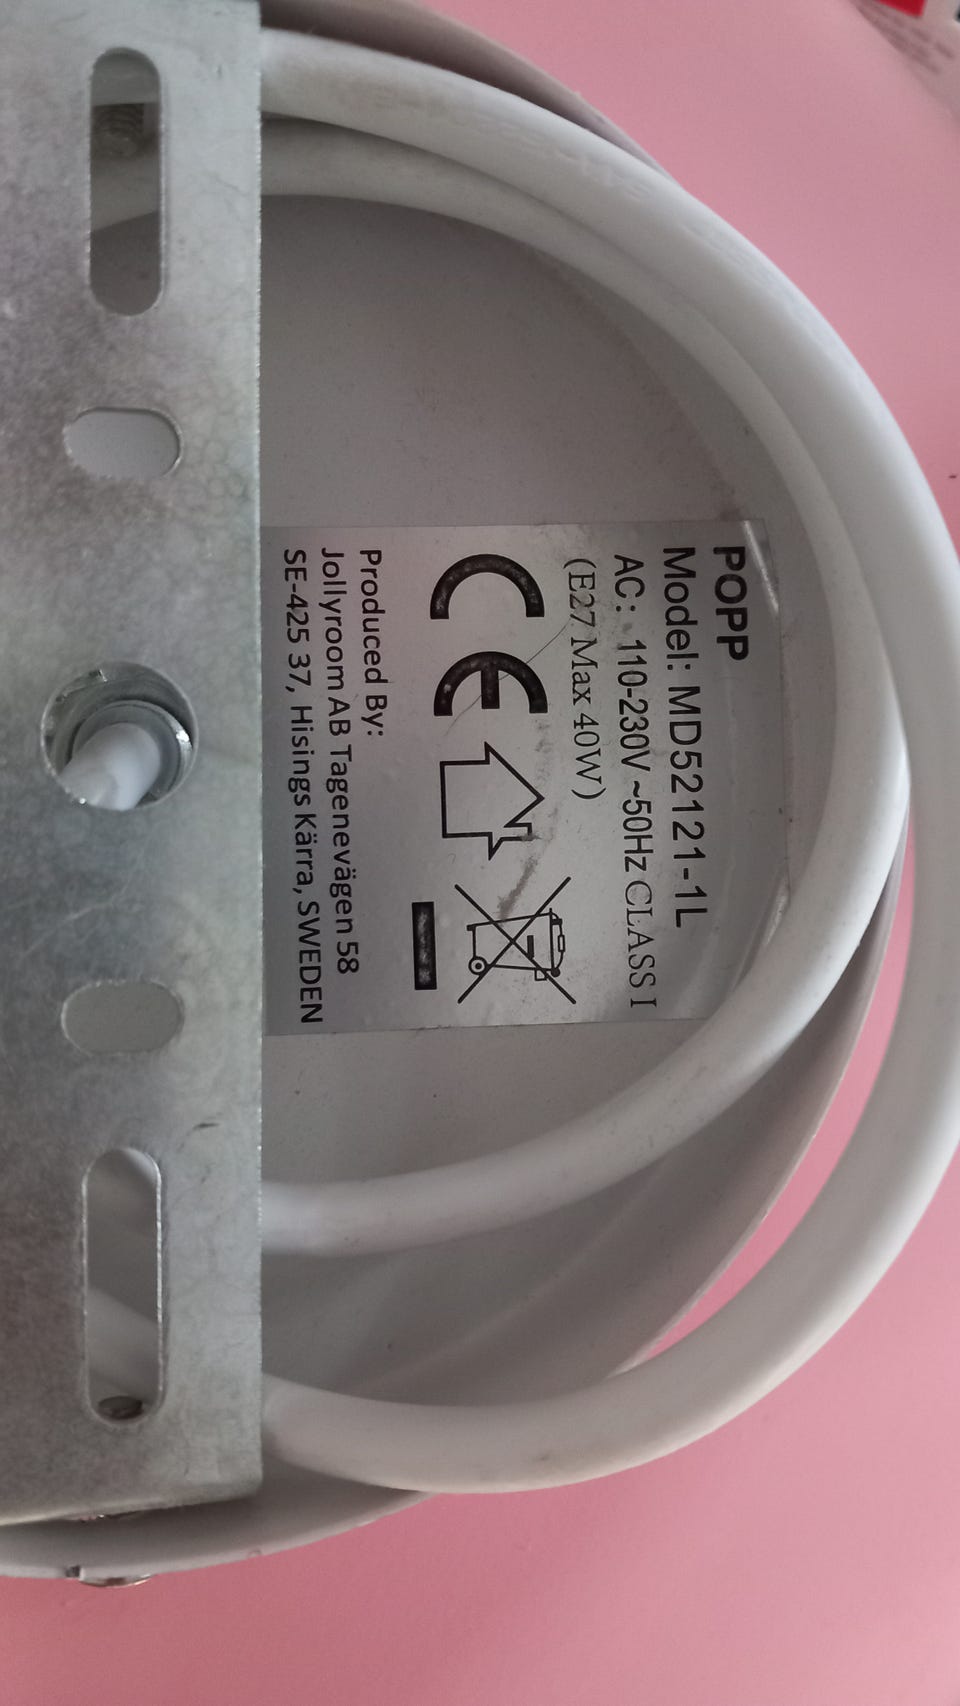 POPP
Model: MD52121-1L
AC: 110-230V ~50Hz CLASS I
(E27 Max 40W)
CE
Produced By:
Jollyroom AB Tagenevägen 58
SE-425 37, Hisings Kärra, SWEDEN